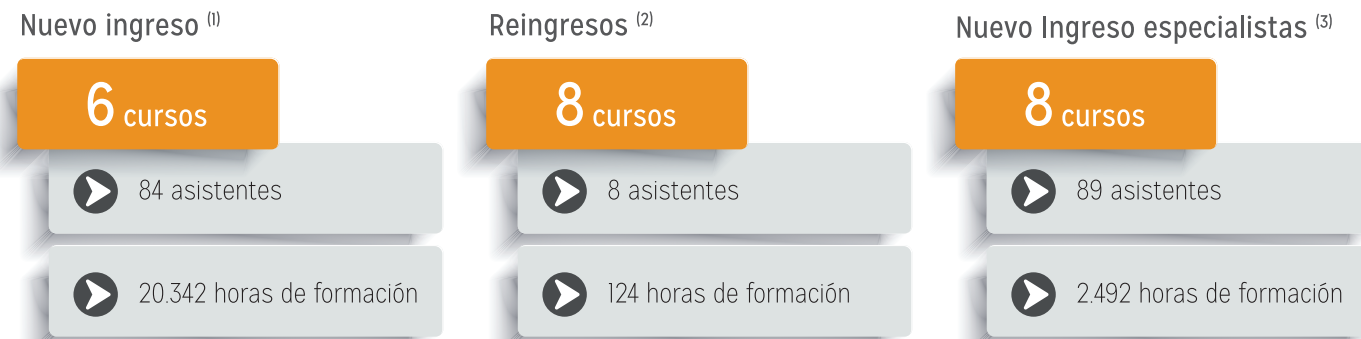 Nuevo ingreso (1)
6 cursos
84 asistentes
20.342 horas de formación
Reingresos (2)
8 cursos
8 asistentes
124 horas de formación
Nuevo Ingreso especialistas (3)
8 cursos
89 asistentes
2.492 horas de formación